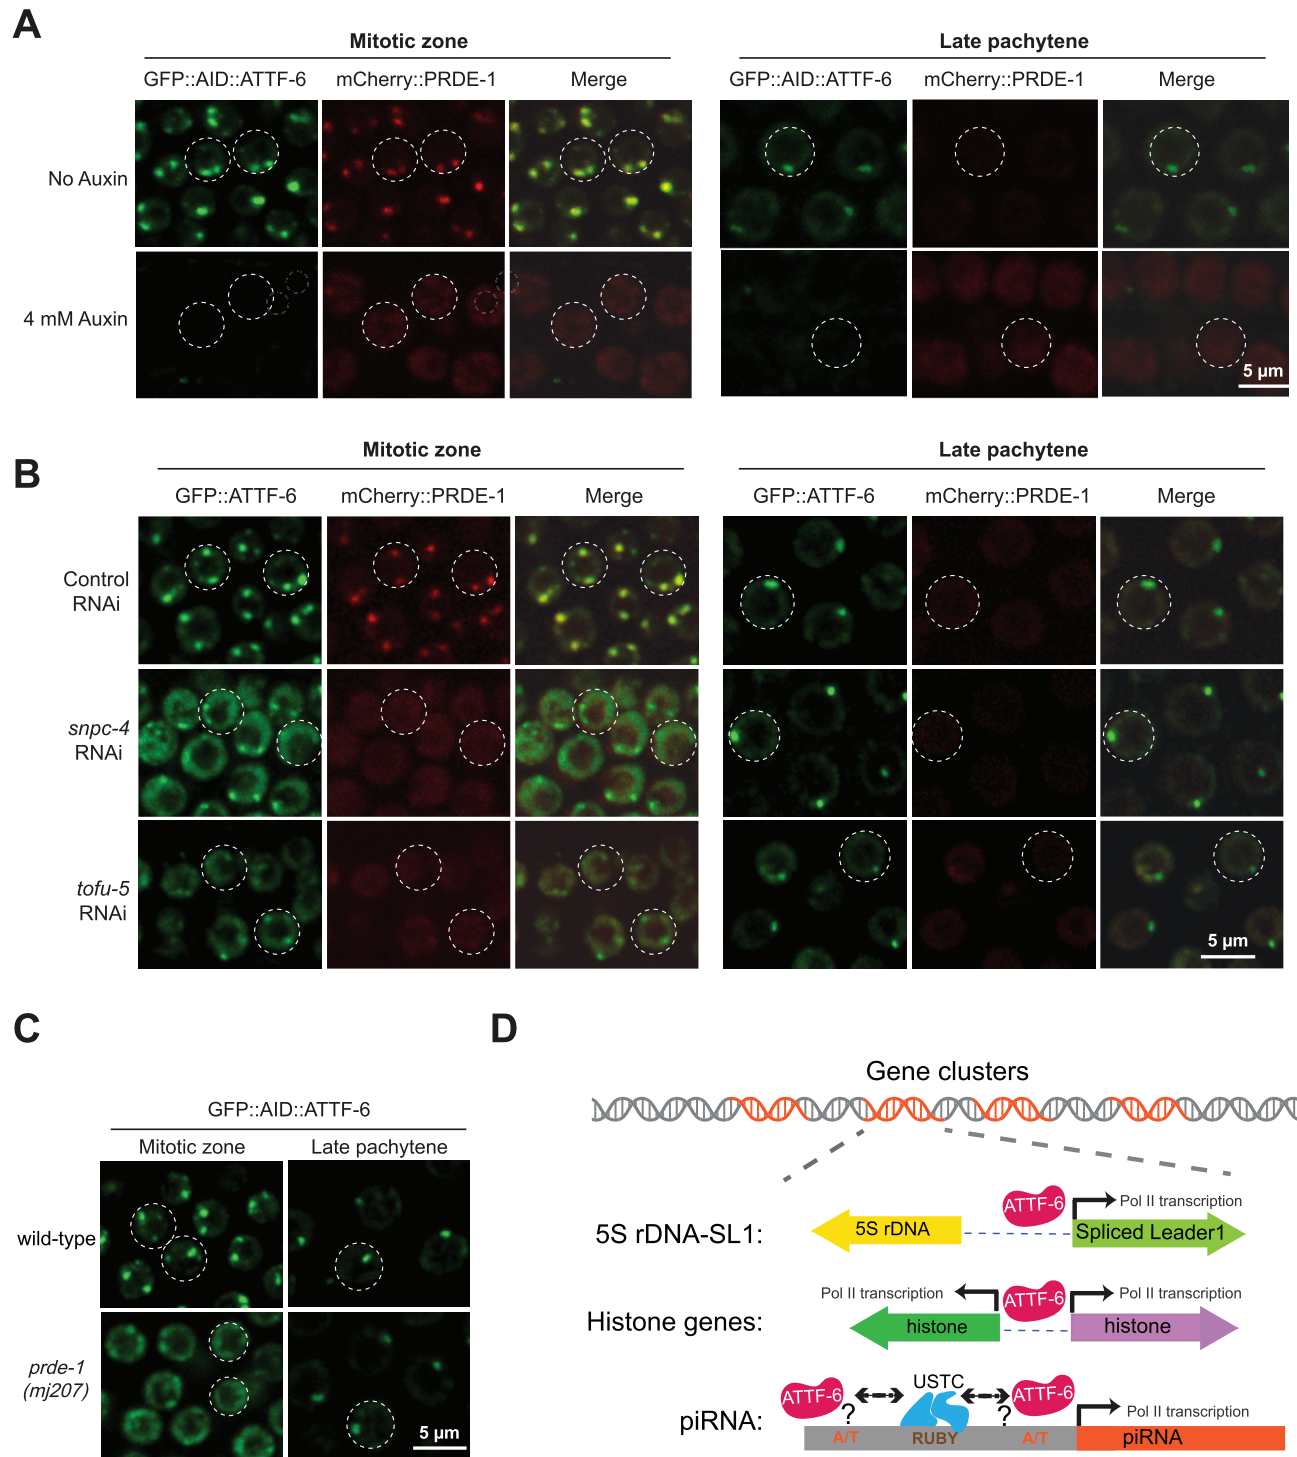 A
Mitotic zone
Late pachytene
GFP::AID::ATTF-6
mCherry::PRDE-1
Merge
GFP::AID::ATTF-6
mCherry::PRDE-1
Merge
No Auxin
4 mM Auxin
5 µm
B
Mitotic zone
Late pachytene
GFP::ATTF-6
mCherry::PRDE-1
Merge
GFP::ATTF-6
mCherry::PRDE-1
Merge
Control
RNAi
snpc-4
RNAi
tofu-5
RNAi
5 µm
C
GFP::AID::ATTF-6
Mitotic zone
Late pachytene
wild-type
prde-1
(mj207)
5 µm
D
Gene clusters
5S rDNA-SL1:
5S rDNA
ATTF-6
Pol II transcription
Spliced Leader1
Histone genes:
Pol II transcription
ATTF-6
Pol II transcription
histone
histone
piRNA:
ATTF-6
USTC
ATTF-6
?
?
Pol II transcription
A/T
RUBY
A/T
piRNA